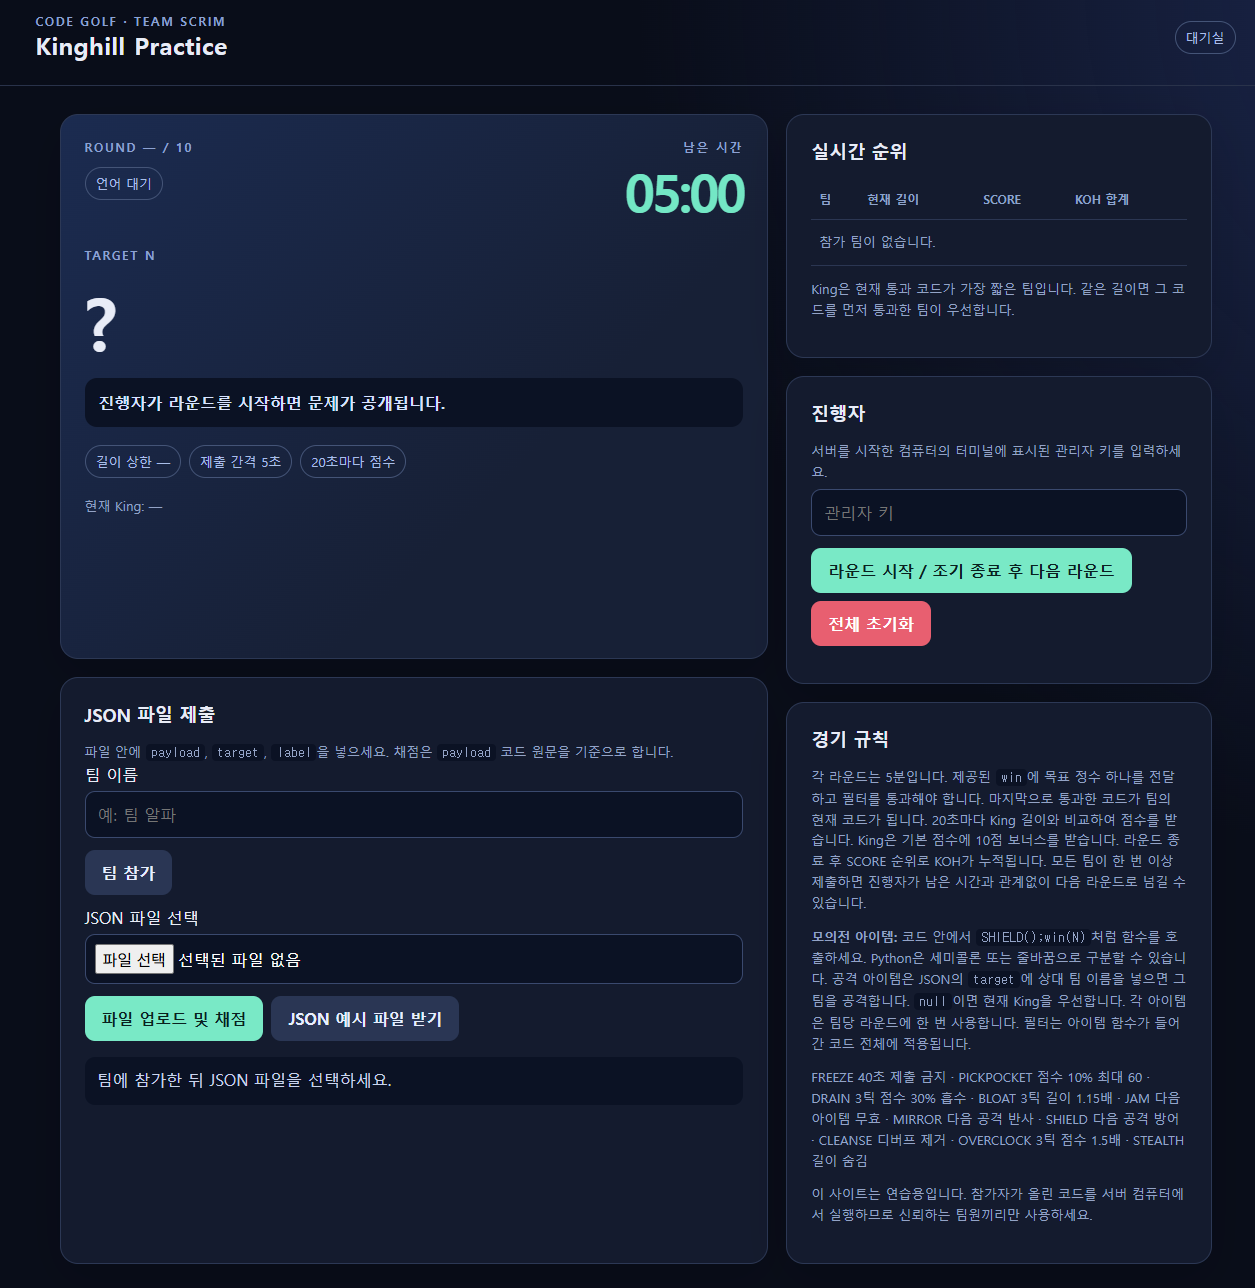 CODE GOLF · TEAM SCRIM
Kinghill Practice
대기실
ROUND — / 10
남은 시간
언어 대기
05:00
TARGET N
?
진행자가 라운드를 시작하면 문제가 공개됩니다.
길이 상한 —
제출 간격 5초
20초마다 점수
현재 King: —
JSON 파일 제출
파일 안에 payload, target, label을 넣으세요. 채점은 payload 코드 원문을 기준으로 합니다.
팀 이름
예: 팀 알파
팀 참가
JSON 파일 선택
파일 선택 선택된 파일 없음
파일 업로드 및 채점
JSON 예시 파일 받기
팀에 참가한 뒤 JSON 파일을 선택하세요.
실시간 순위
팀 현재 길이 SCORE KOH 합계
참가 팀이 없습니다.
King은 현재 통과 코드가 가장 짧은 팀입니다. 같은 길이면 그 코
드를 먼저 통과한 팀이 우선합니다.
진행자
서버를 시작한 컴퓨터의 터미널에 표시된 관리자 키를 입력하세
요.
관리자 키
라운드 시작 / 조기 종료 후 다음 라운드
전체 초기화
경기 규칙
각 라운드는 5분입니다. 제공된 win에 목표 정수 하나를 전달
하고 필터를 통과해야 합니다. 마지막으로 통과한 코드가 팀의
현재 코드가 됩니다. 20초마다 King 길이와 비교하여 점수를 받
습니다. King은 기본 점수에 10점 보너스를 받습니다. 라운드 종
료 후 SCORE 순위로 KOH가 누적됩니다. 모든 팀이 한 번 이상
제출하면 진행자가 남은 시간과 관계없이 다음 라운드로 넘길 수
있습니다.
모의전 아이템: 코드 안에서 SHIELD();win(N)처럼 함수를 호
출하세요. Python은 세미콜론 또는 줄바꿈으로 구분할 수 있습니
다. 공격 아이템은 JSON의 target에 상대 팀 이름을 넣으면 그
팀을 공격합니다. null이면 현재 King을 우선합니다. 각 아이템
은 팀당 라운드에 한 번 사용합니다. 필터는 아이템 함수가 들어
간 코드 전체에 적용됩니다.
FREEZE 40초 제출 금지 · PICKPOCKET 점수 10% 최대 60 ·
DRAIN 3틱 점수 30% 흡수 · BLOAT 3틱 길이 1.15배 · JAM 다음
아이템 무효 · MIRROR 다음 공격 반사 · SHIELD 다음 공격 방어
· CLEANSE 디버프 제거 · OVERCLOCK 3틱 점수 1.5배 · STEALTH
길이 숨김
이 사이트는 연습용입니다. 참가자가 올린 코드를 서버 컴퓨터에
서 실행하므로 신뢰하는 팀원끼리만 사용하세요.